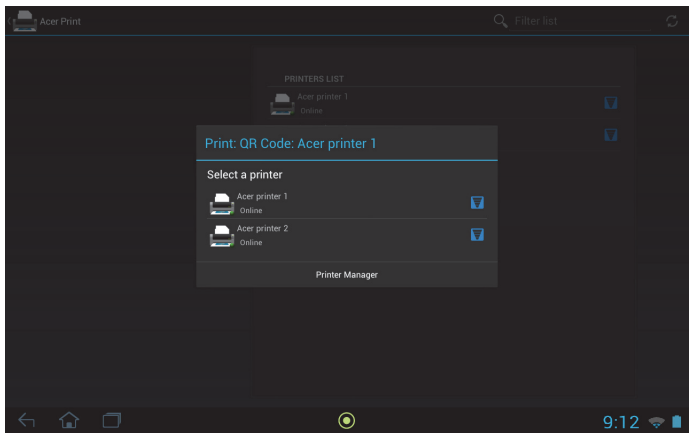 Acer Print
Filter list
PRINTERS LIST
Acer printer 1
Online
Print: QR Code: Acer printer 1
Select a printer
Acer printer 1
Online
Acer printer 2
Online
Printer Manager
9:12